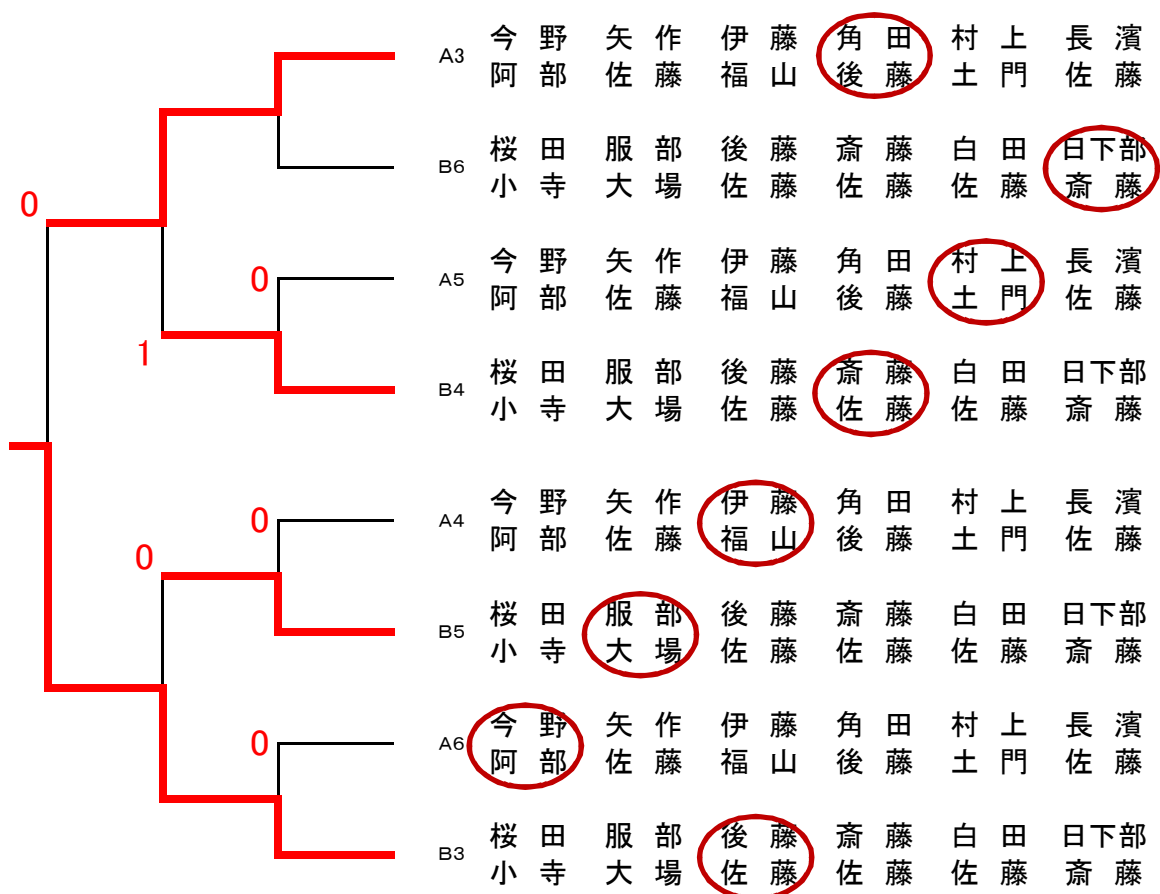 A3 今野 矢作 伊藤 角田 村上 長濱
阿部 佐藤 福山 後藤 土門 佐藤
B6 桜田 服部 後藤 斎藤 白田 日下部
小寺 大場 佐藤 佐藤 佐藤 斎藤
0
A5 今野 矢作 伊藤 角田 村上 長濱
阿部 佐藤 福山 後藤 土門 佐藤
0
1
B4 桜田 服部 後藤 斎藤 白田 日下部
小寺 大場 佐藤 佐藤 佐藤 斎藤
A4 今野 矢作 伊藤 角田 村上 長濱
阿部 佐藤 福山 後藤 土門 佐藤
0
0
B5 桜田 服部 後藤 斎藤 白田 日下部
小寺 大場 佐藤 佐藤 佐藤 斎藤
A6 今野 矢作 伊藤 角田 村上 長濱
阿部 佐藤 福山 後藤 土門 佐藤
0
B3 桜田 服部 後藤 斎藤 白田 日下部
小寺 大場 佐藤 佐藤 佐藤 斎藤